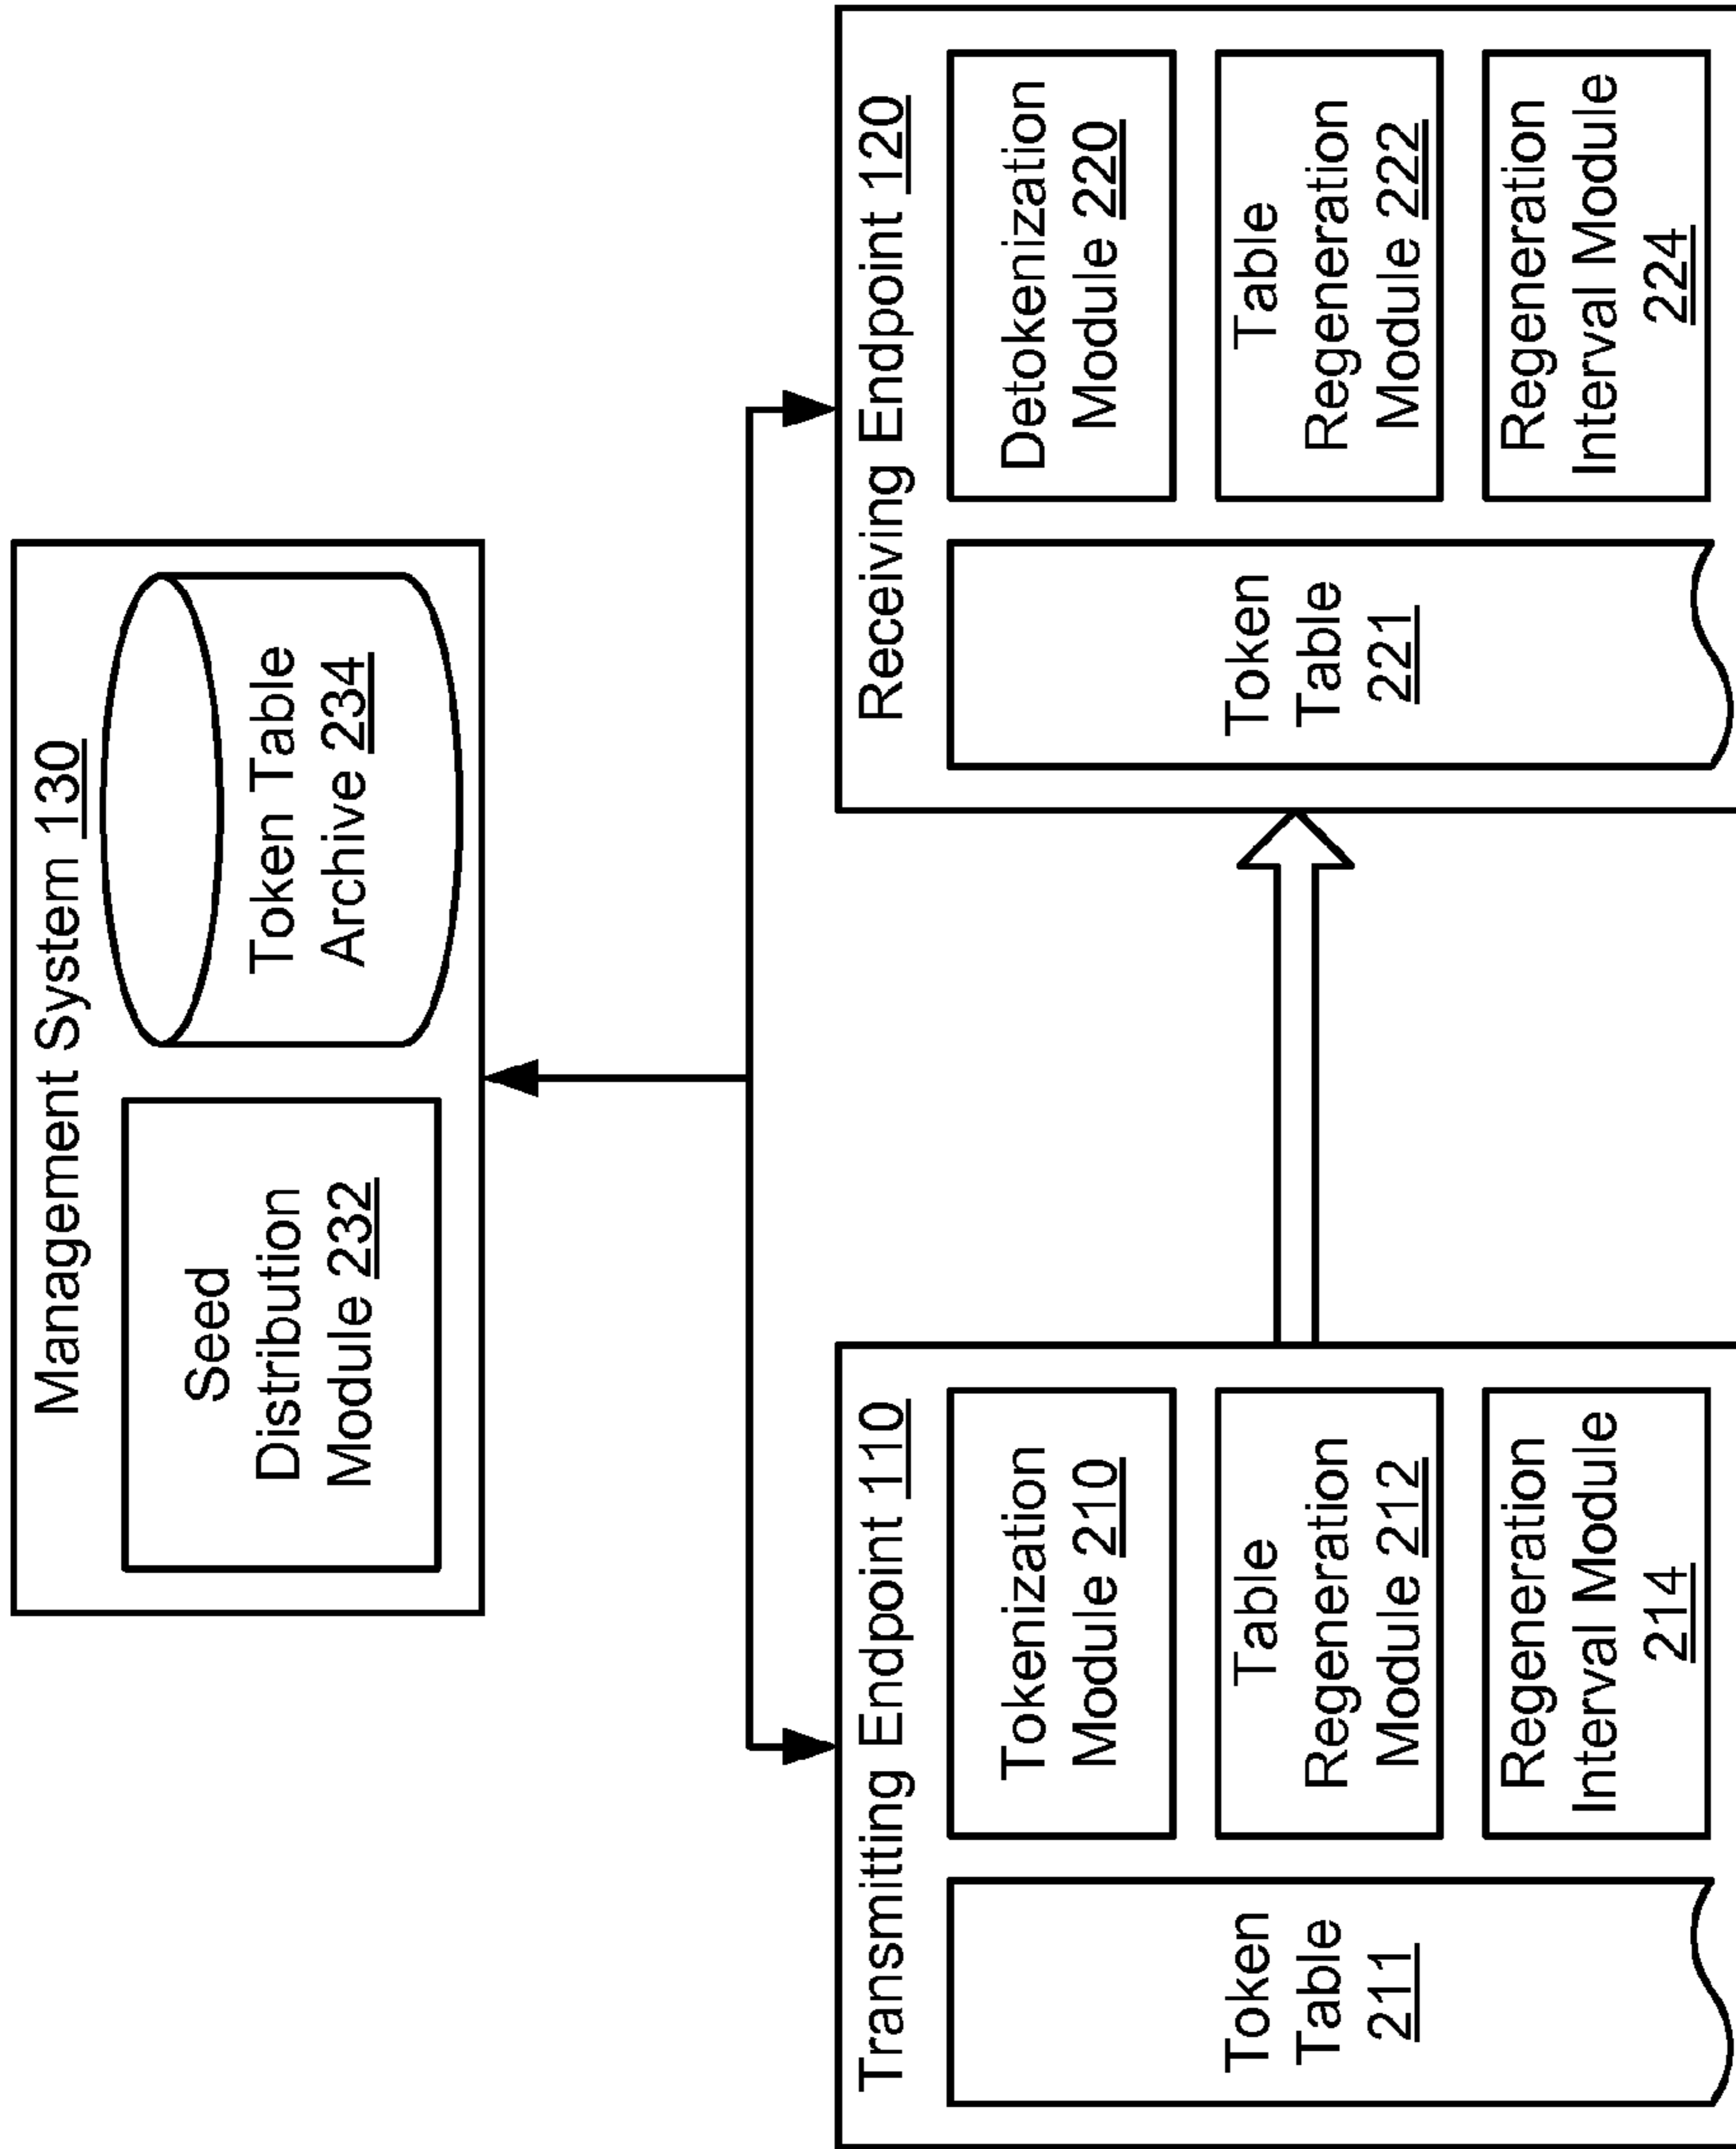 Management System 130
Seed
Distribution
Module 232
Token Table
Archive 234
Transmitting Endpoint 110
Token
Table
211
Tokenization
Module 210
Table
Regeneration
Module 212
Regeneration
Interval Module
214
Receiving Endpoint 120
Token
Table
221
Detokenization
Module 220
Table
Regeneration
Module 222
Regeneration
Interval Module
224